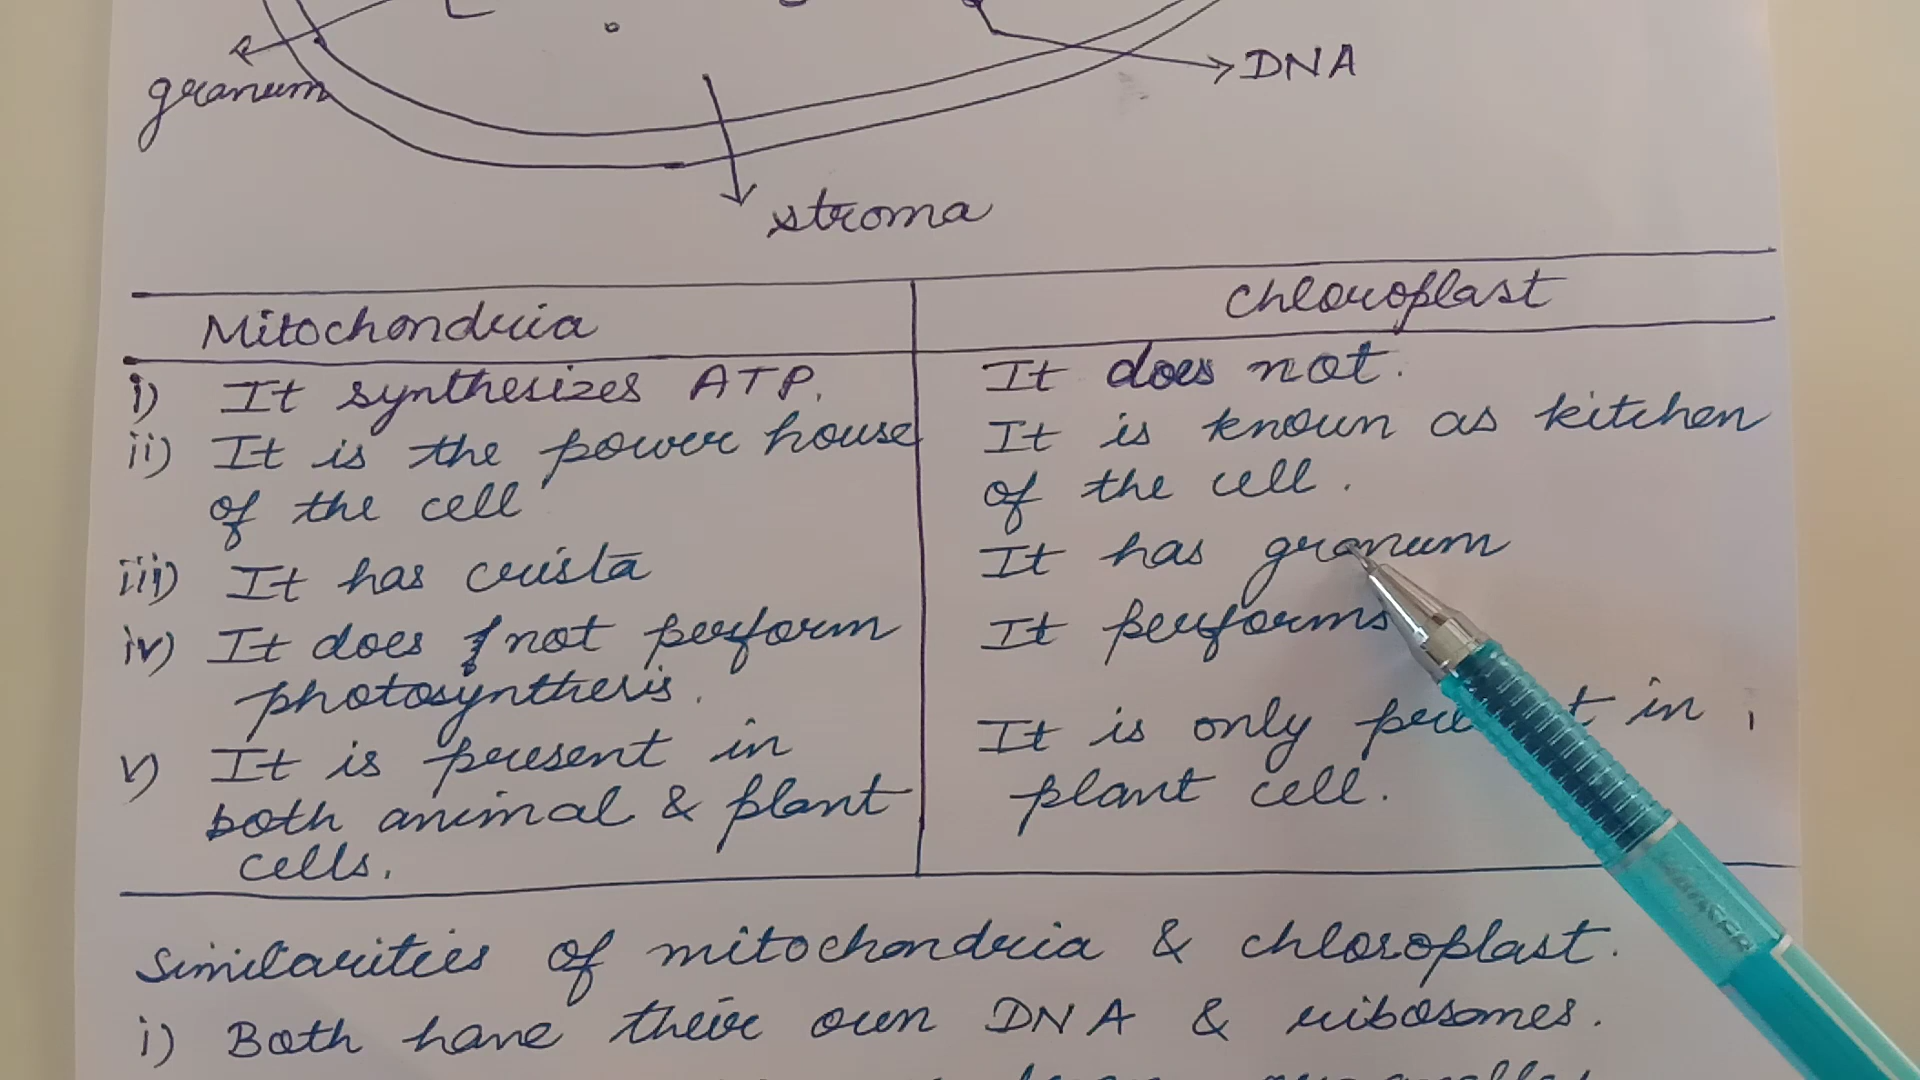 granum
DNA
stroma
Mitochondria
Chloroplast
i) It synthesizes ATP.
It does not.
ii) It is the power house
of the cell
It is known as kitchen
of the cell.
iii) It has crista
It has granum
iv) It does not perform
photosynthesis.
It performs
v) It is present in
both animal & plant
cells.
It is only in
plant cell.
Similarities of mitochondria & chloroplast.
i) Both have their own DNA & ribosomes.